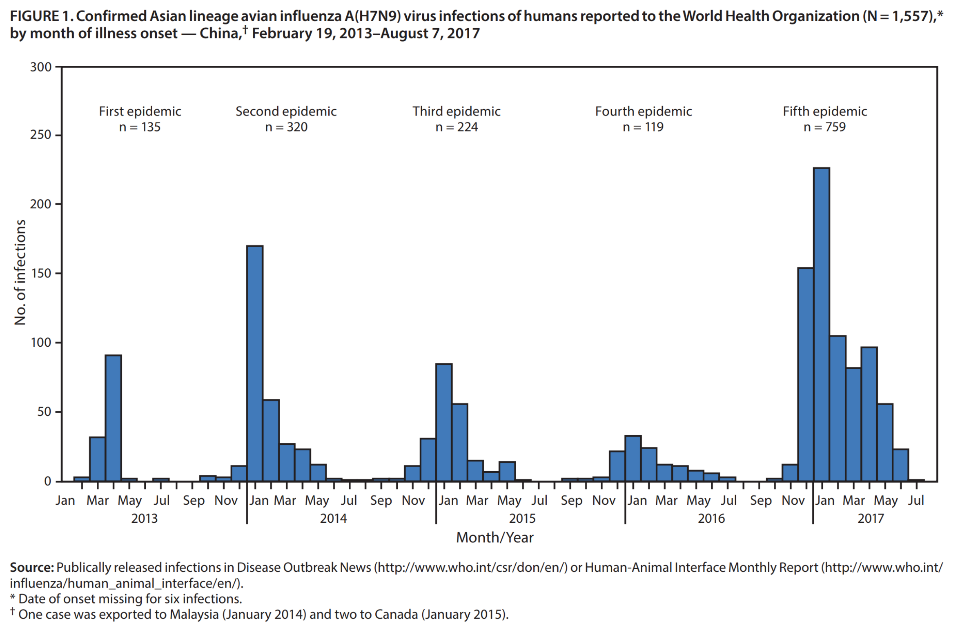 FIGURE 1. Confirmed Asian lineage avian influenza A(H7N9) virus infections of humans reported to the World Health Organization (N = 1,557),*
by month of illness onset — China,† February 19, 2013–August 7, 2017
300
250
200
150
100
50
0
No. of infections
First epidemic
n = 135
Second epidemic
n = 320
Third epidemic
n = 224
Fourth epidemic
n = 119
Fifth epidemic
n = 759
Jan Mar May Jul Sep Nov Jan Mar May Jul Sep Nov Jan Mar May Jul Sep Nov Jan Mar May Jul Sep Nov Jan Mar May Jul
2013 2014 2015 2016 2017
Month/Year
Source: Publically released infections in Disease Outbreak News (http://www.who.int/csr/don/en/) or Human-Animal Interface Monthly Report (http://www.who.int/
influenza/human_animal_interface/en/).
* Date of onset missing for six infections.
† One case was exported to Malaysia (January 2014) and two to Canada (January 2015).